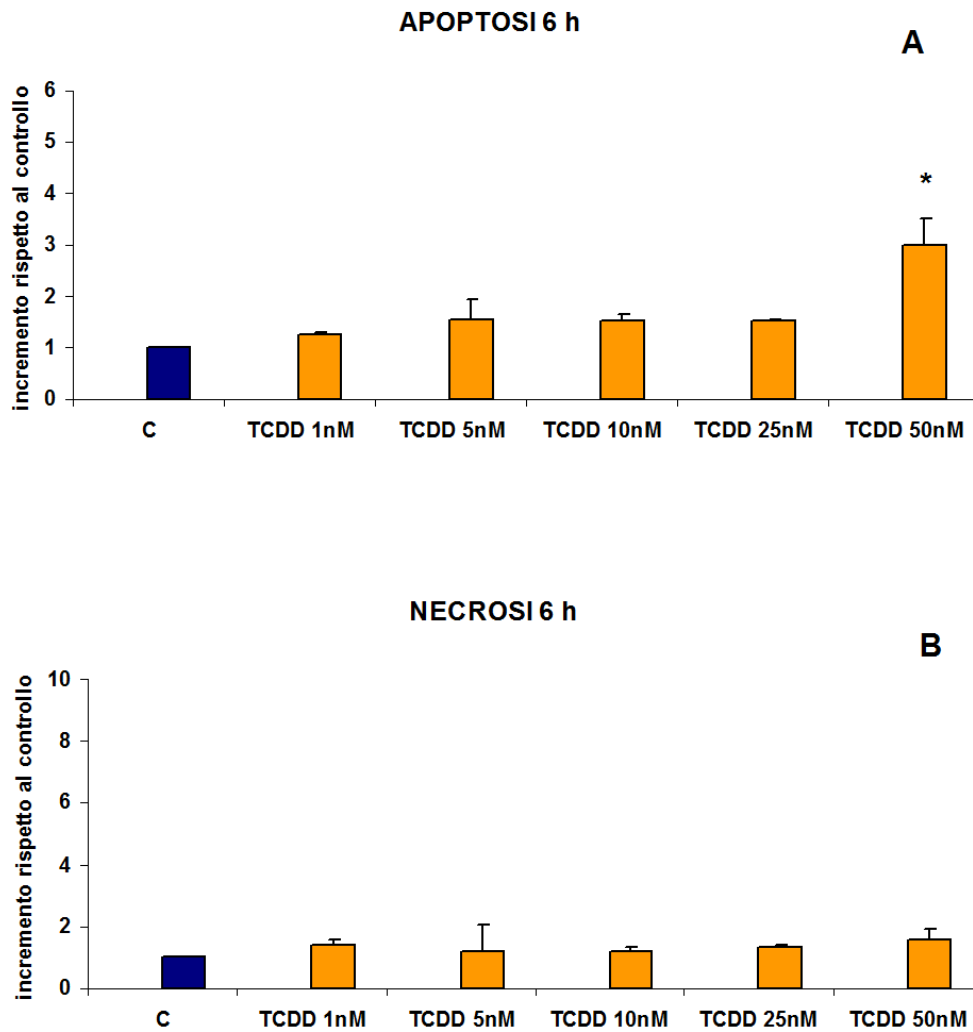 APOPTOSI 6 h
A
incremento rispetto al controllo
6
5
4
3
2
1
0
*
C TCDD 1nM TCDD 5nM TCDD 10nM TCDD 25nM TCDD 50nM
NECROSI 6 h
B
incremento rispetto al controllo
10
8
6
4
2
0
C TCDD 1nM TCDD 5nM TCDD 10nM TCDD 25nM TCDD 50nM